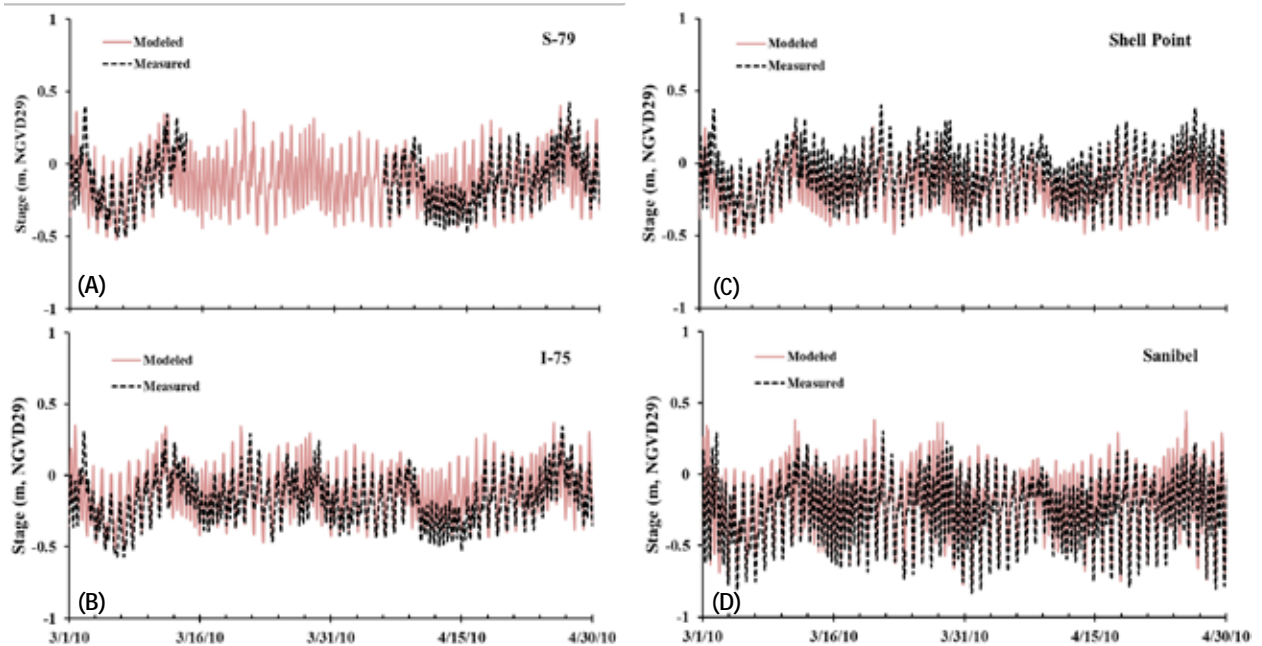 1
0.5
0
-0.5
-1
Stage (m, NGVD29)
Modeled
Measured
S-79
(A)
1
0.5
0
-0.5
-1
Stage (m, NGVD29)
Modeled
Measured
Shell Point
(C)
1
0.5
0
-0.5
-1
Stage (m, NGVD29)
Modeled
Measured
I-75
(B)
3/1/10 3/16/10 3/31/10 4/15/10 4/30/10
1
0.5
0
-0.5
-1
Stage (m, NGVD29)
Modeled
Measured
Sanibel
(D)
3/1/10 3/16/10 3/31/10 4/15/10 4/30/10